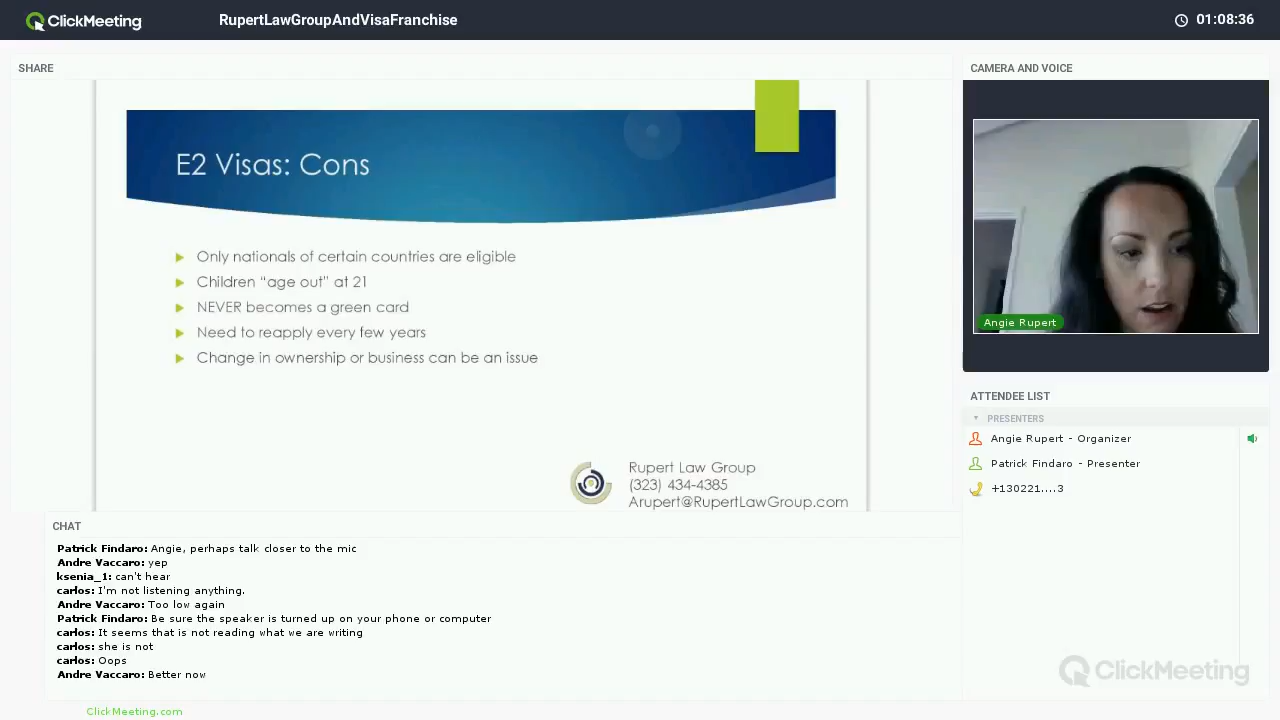 ClickMeeting
RupertLawGroupAndVisaFranchise
01:08:36
SHARE
E2 Visas: Cons
Only nationals of certain countries are eligible
Children “age out” at 21
NEVER becomes a green card
Need to reapply every few years
Change in ownership or business can be an issue
Rupert Law Group
(323) 434-4385
Arupert@RupertLawGroup.com
CAMERA AND VOICE
Angie Rupert
ATTENDEE LIST
PRESENTERS
Angie Rupert - Organizer
Patrick Findaro - Presenter
+130221....3
CHAT
Patrick Findaro: Angie, perhaps talk closer to the mic
Andre Vaccaro: yep
ksenia_1: can't hear
carlos: I'm not listening anything.
Andre Vaccaro: Too low again
Patrick Findaro: Be sure the speaker is turned up on your phone or computer
carlos: It seems that is not reading what we are writing
carlos: she is not
carlos: Oops
Andre Vaccaro: Better now
ClickMeeting
ClickMeeting.com